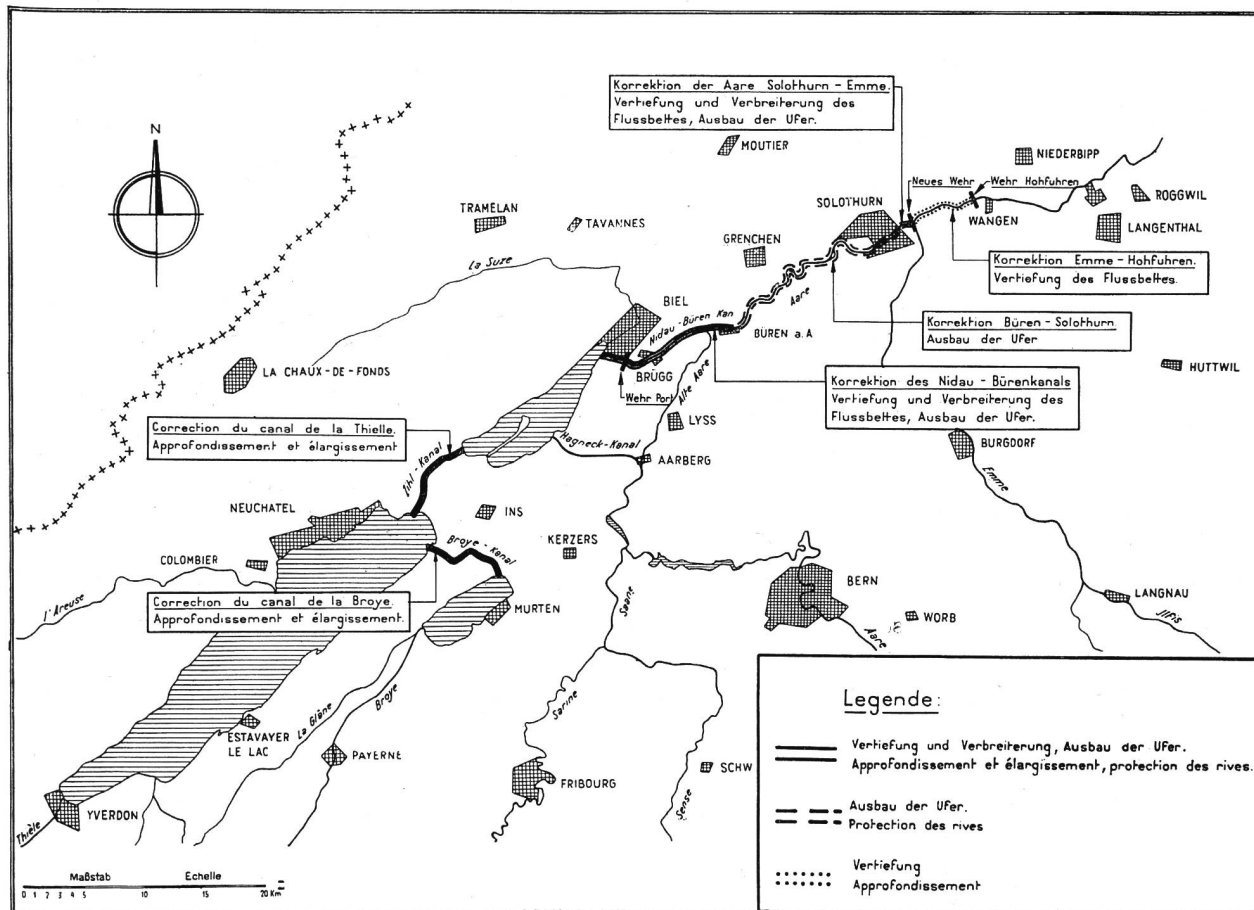 Korrektion der Aare Solothurn - Emme.
Vertiefung und Verbreiterung des
Flussbettes, Ausbau der Ufer.
N
MOUTIER
NIEDERBIPP
Neues Wehr
Wehr Hohfuhren
ROGGWIL
SOLOTHURN
WANGEN
LANGENTHAL
TRAMELAN
TAVANNES
GRENCHEN
Korrektion Emme - Hohfuhren.
Vertiefung des Flussbettes.
La Suze
Aare
BIEL
Nidau - Büren Kan
BÜREN a. A
Korrektion Büren - Solothurn.
Ausbau der Ufer
LA CHAUX - DE - FONDS
BRÜGG
Wehr Port
Alte Aare
HUTTWIL
Korrektion des Nidau - Bürenkanals
Vertiefung und Verbreiterung des
Flussbettes, Ausbau der Ufer.
LYSS
Correction du canal de la Thielle.
Approfondissement et élargissement
Hagneck-Kanal
AARBERG
BURGDORF
Emme
Zihl - Kanal
NEUCHATEL
INS
Broye - Kanal
KERZERS
COLOMBIER
BERN
l'Areuse
Correction du canal de la Broye.
Approfondissement et élargissement.
MURTEN
Saane
LANGNAU
WORB
Jlfis
Aare
Legende:
Vertiefung und Verbreiterung, Ausbau der Ufer.
Approfondissement et élargissement, protection des rives.
Ausbau der Ufer.
Protection des rives
Vertiefung
Approfondissement
La Glâne
Broye
Sarine
ESTAVAYER
LE LAC
PAYERNE
FRIBOURG
SCHW
Sense
YVERDON
Thièle
Maßstab Echelle
0 1 2 3 4 5 10 15 20 Km